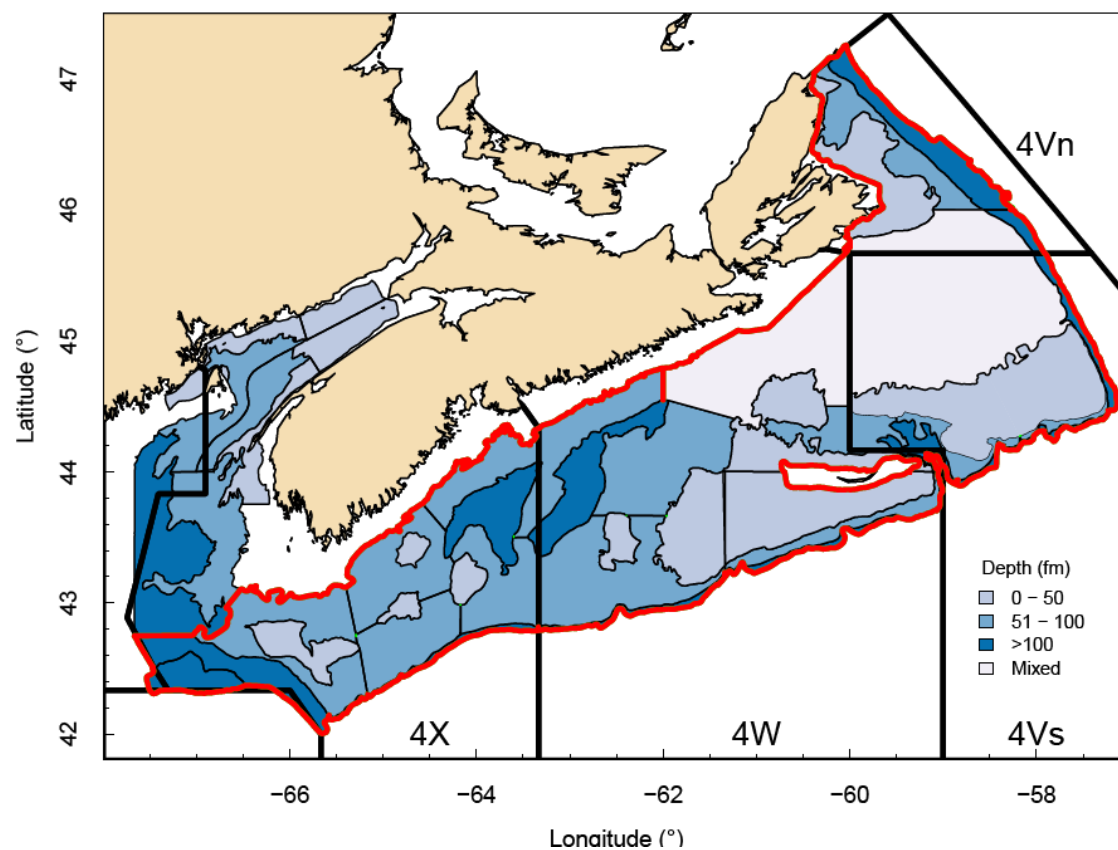 47
46
45
44
43
42
Latitude (°)
4Vn
Depth (fm)
0 – 50
51 – 100
>100
Mixed
4X
4W
4Vs
−66
−64
−62
−60
−58
Longitude (°)